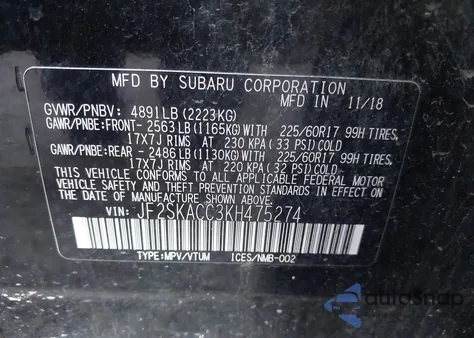 MFD BY SUBARU CORPORATION
MFD IN 11/18
GVWR/PNBV: 4891LB(2223KG)
GAWR/PNBE:FRONT- 2563LB(1165KG)WITH 225/60R17 99H TIRES,
17X7J RIMS AT 230 KPA( 33 PSI)COLD
GAWR/PNBE:REAR - 2486LB(1130KG)WITH 225/60R17 99H TIRES,
17X7J RIMS AT 220 KPA( 32 PSI)COLD
THIS VEHICLE CONFORMS TO ALL APPLICABLE FEDERAL MOTOR
VEHICLE SAFETY, BUMPER, AND THEFT PREVENTION
STANDARDS IN EFFECT ON THE DATE OF
MANUFACTURE SHOWN ABOVE.
VIN: JF2SKACC3KH475274
TYPE:MPV/VTUM ICES/NMB-002
autoSnap